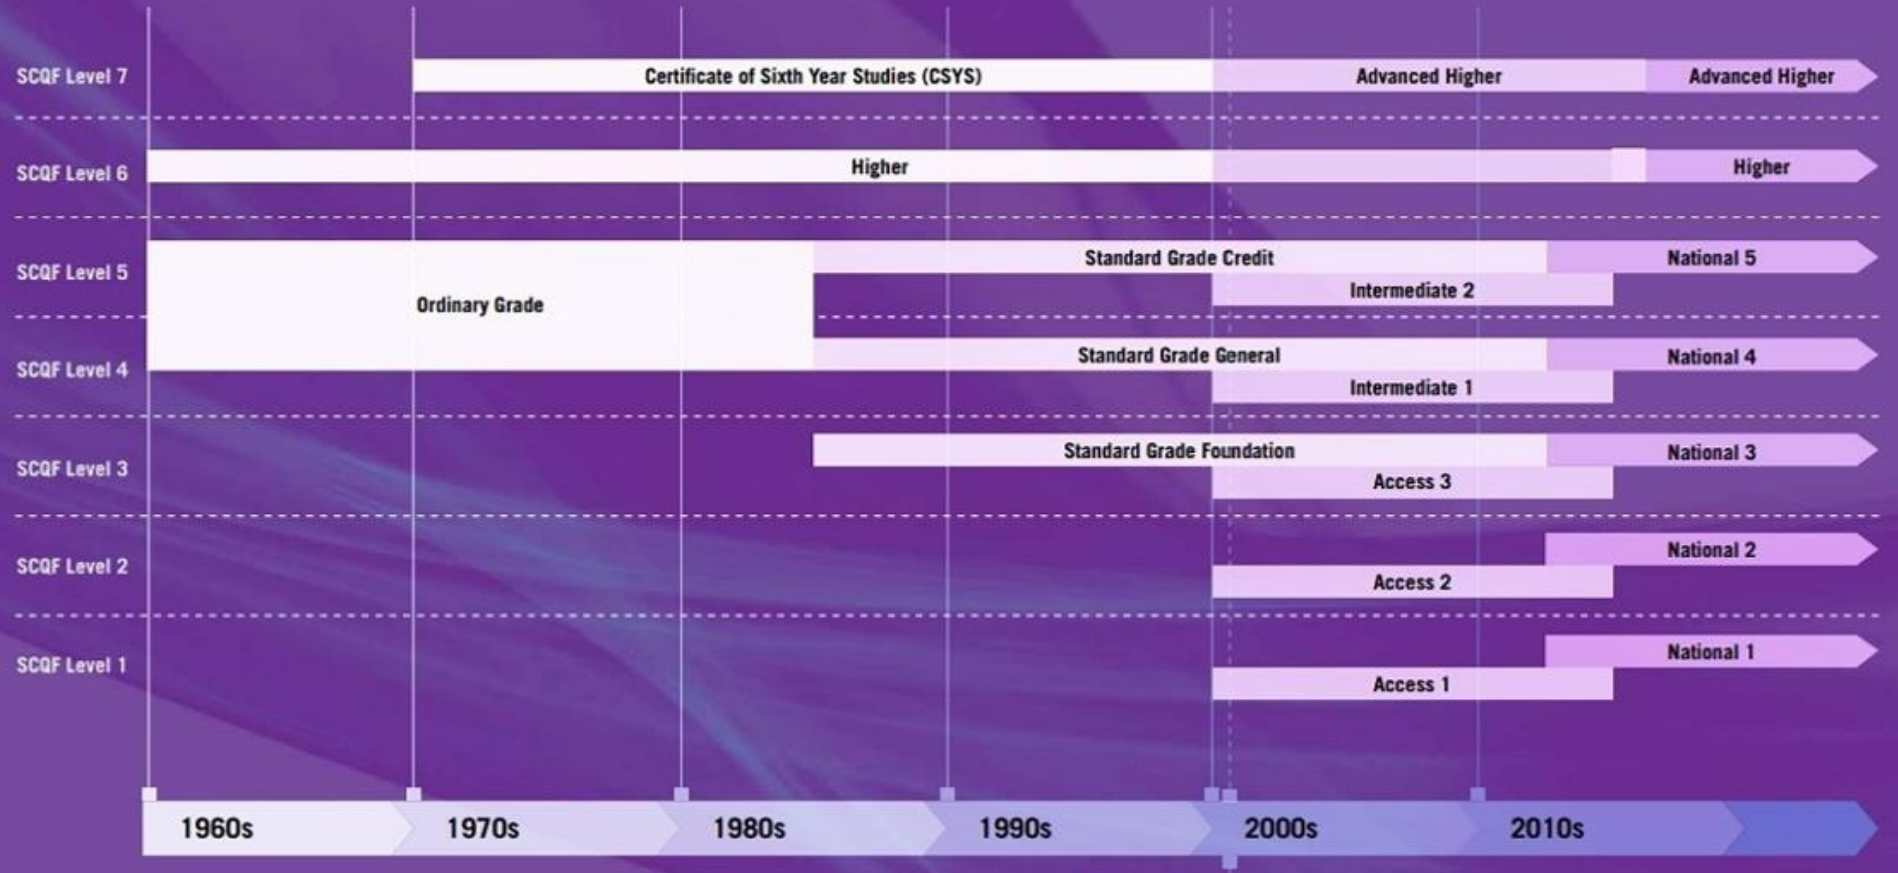 SCQF Level 7
Certificate of Sixth Year Studies (CSYS)
Advanced Higher
Advanced Higher
SCQF Level 6
Higher
Higher
SCQF Level 5
Ordinary Grade
Standard Grade Credit
National 5
Intermediate 2
SCQF Level 4
Standard Grade General
National 4
Intermediate 1
SCQF Level 3
Standard Grade Foundation
National 3
Access 3
SCQF Level 2
National 2
Access 2
SCQF Level 1
National 1
Access 1
1960s
1970s
1980s
1990s
2000s
2010s